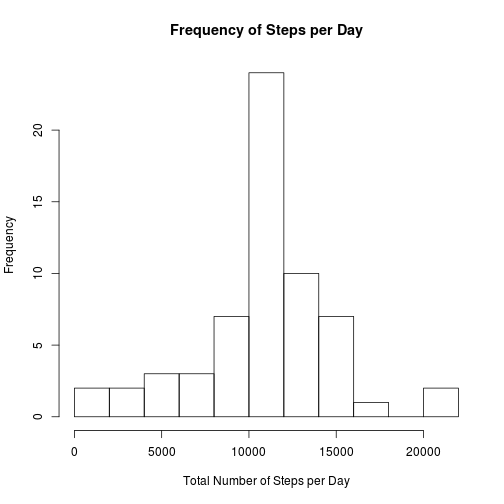 Frequency of Steps per Day
Frequency
20
15
10
5
0
0 5000 10000 15000 20000
Total Number of Steps per Day